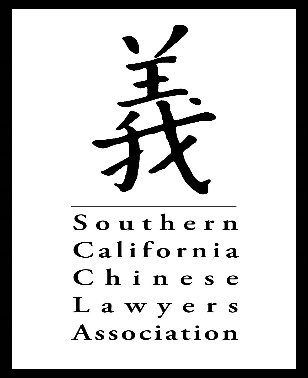 義
Southern
California
Chinese
Lawyers
Association